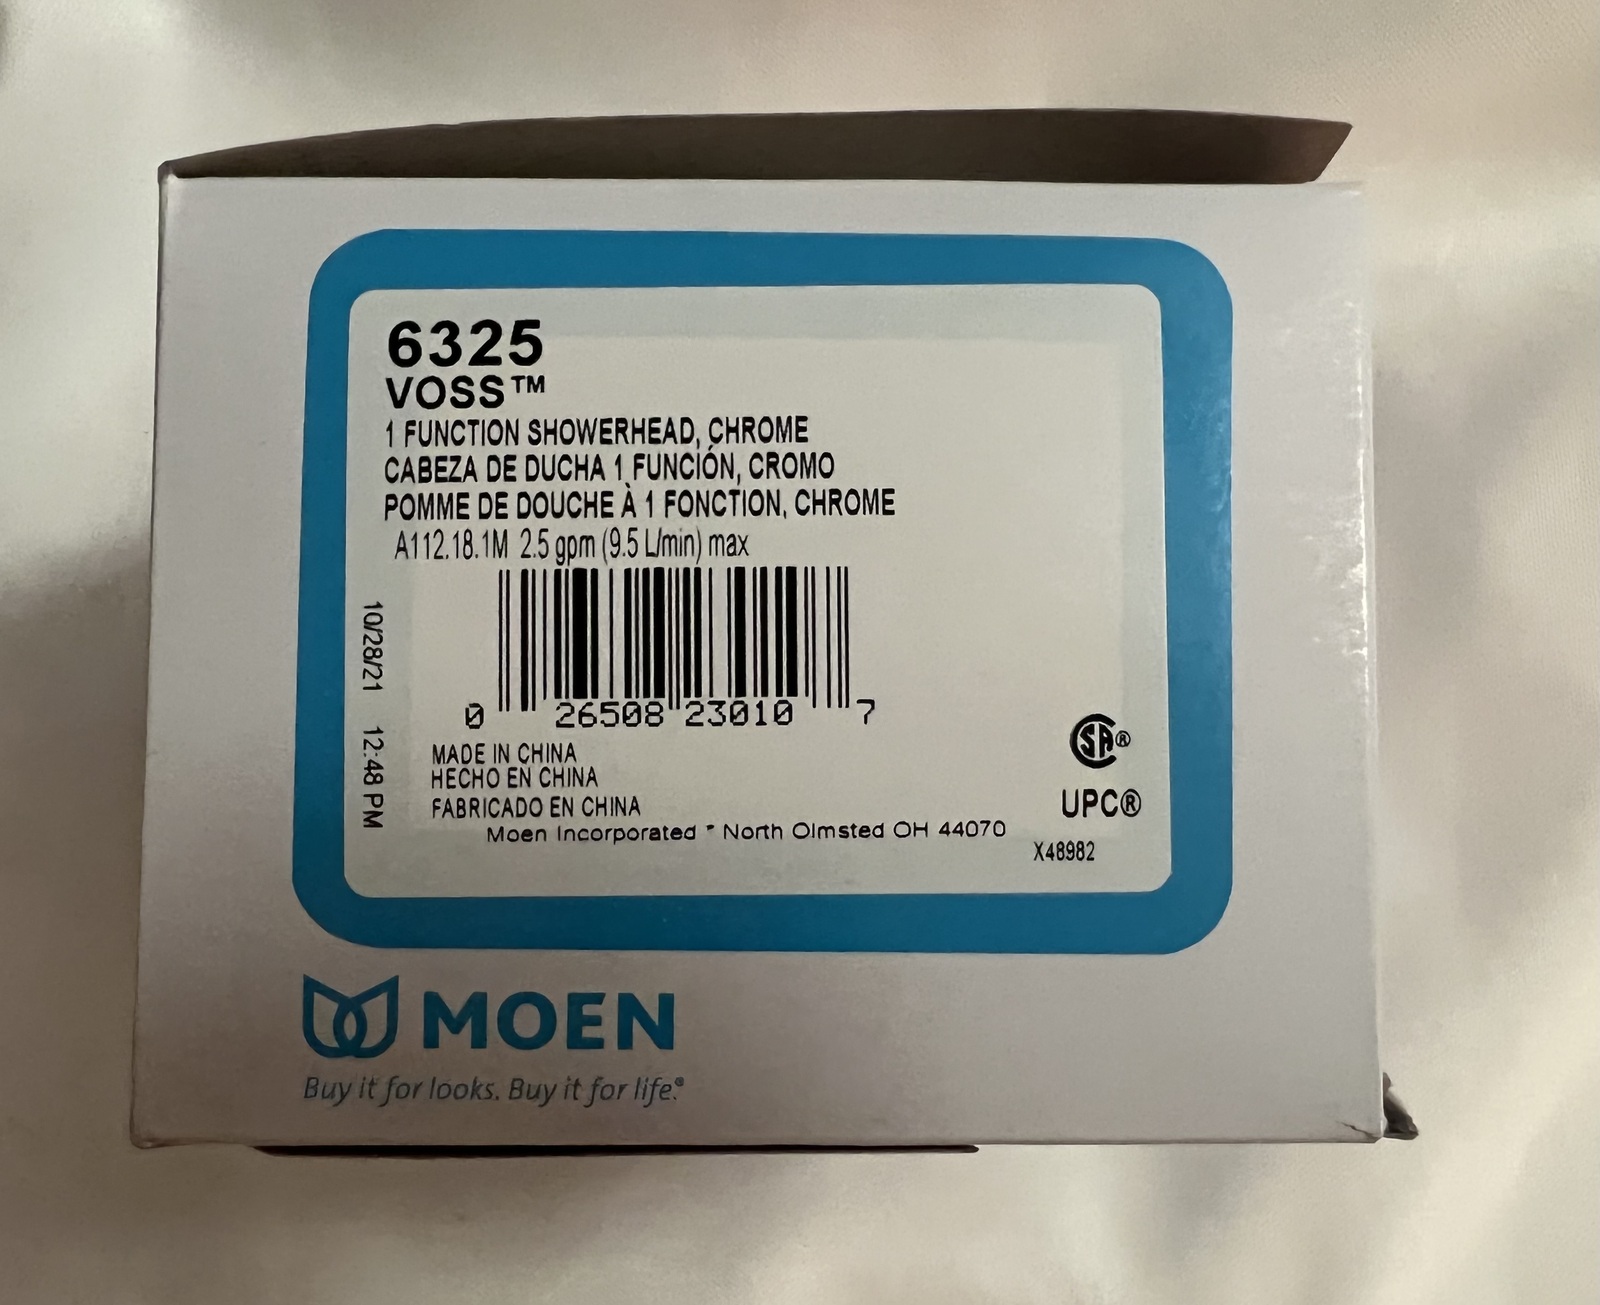 6325
VOSS™
1 FUNCTION SHOWERHEAD, CHROME
CABEZA DE DUCHA 1 FUNCIÓN, CROMO
POMME DE DOUCHE À 1 FONCTION, CHROME
A112.18.1M 2.5 gpm (9.5 L/min) max
10/28/21 12:48 PM
0 26508 23010 7
MADE IN CHINA
HECHO EN CHINA
FABRICADO EN CHINA
Moen Incorporated * North Olmsted OH 44070
SA®
UPC®
X48982
MOEN
Buy it for looks. Buy it for life.®